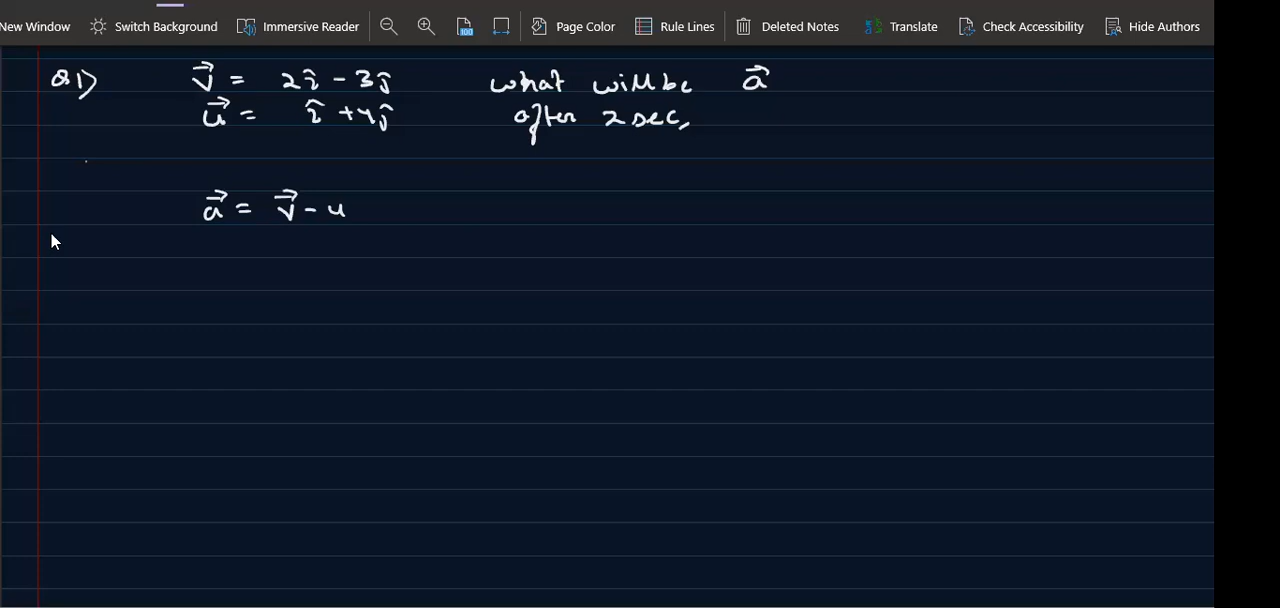 New Window Switch Background Immersive Reader 100 Page Color Rule Lines Deleted Notes Translate Check Accessibility Hide Authors
Q1) v⃗ = 2î - 3ĵ what will be a⃗
u⃗ = î + 4ĵ after 2 sec,
a⃗ = v⃗ - u